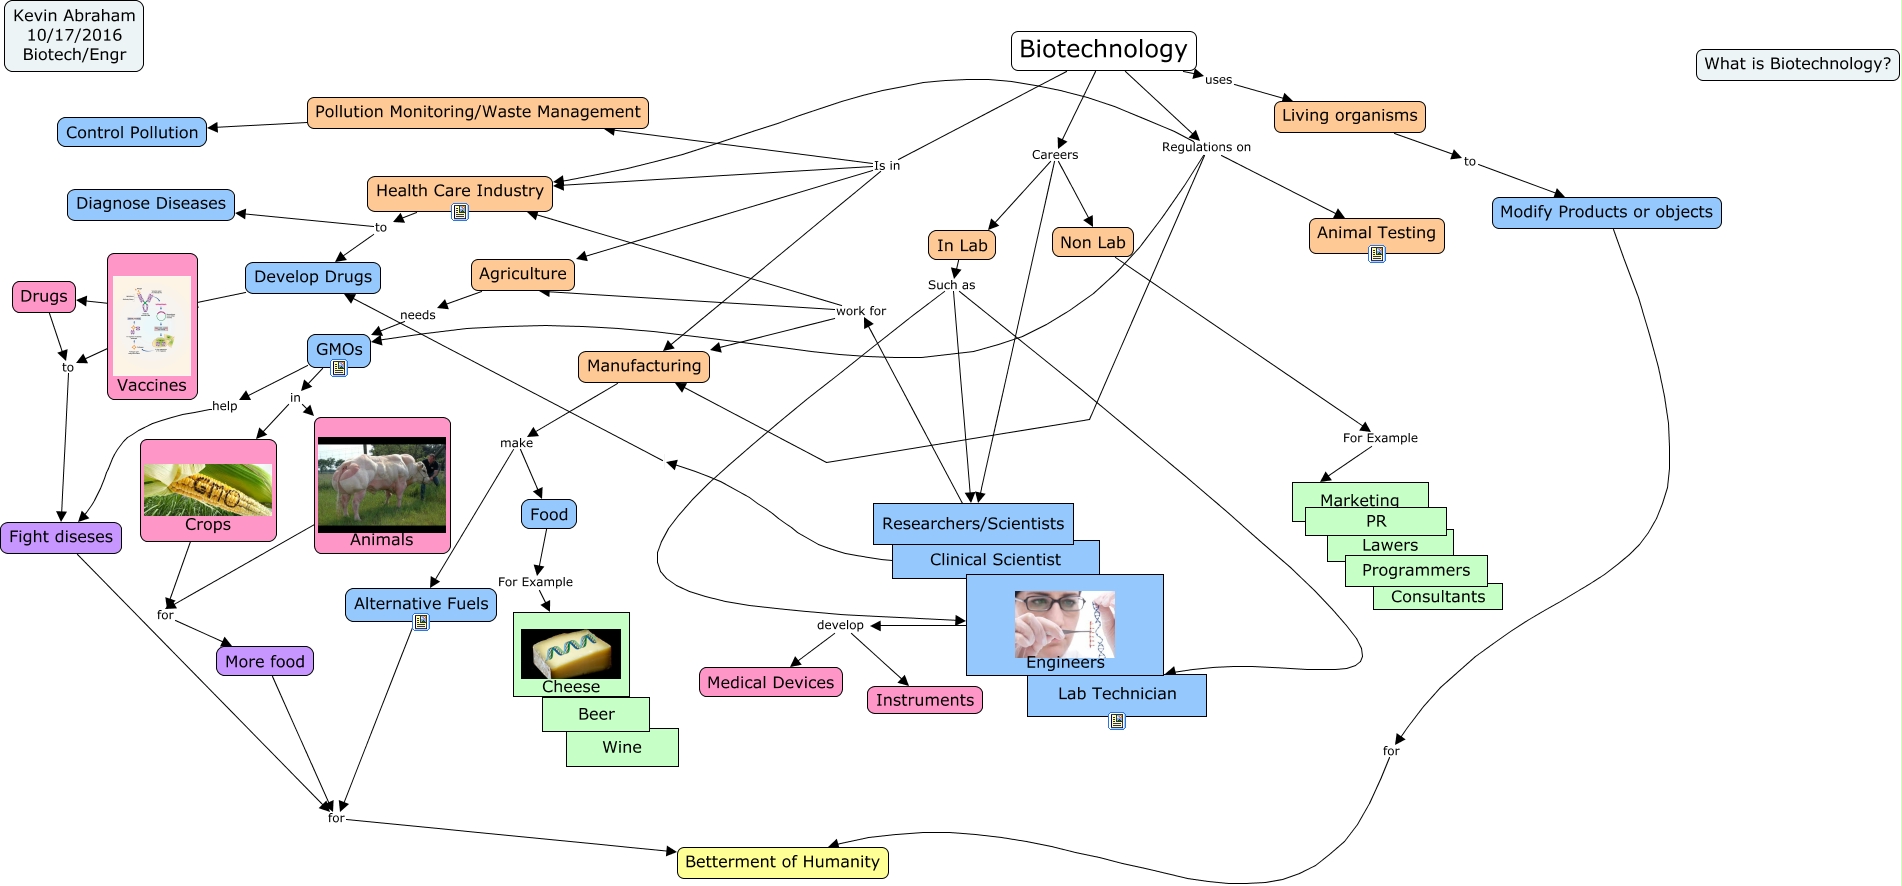 Kevin Abraham
10/17/2016
Biotech/Engr
Biotechnology
What is Biotechnology?
uses
Living organisms
Pollution Monitoring/Waste Management
Control Pollution
Is in
Careers
Regulations on
to
Health Care Industry
Diagnose Diseases
to
Modify Products or objects
In Lab
Non Lab
Animal Testing
Develop Drugs
Agriculture
Such as
Drugs
needs
work for
GMOs
to
Vaccines
Manufacturing
help
in
make
For Example
GMO
Crops
Animals
Fight diseses
Food
Researchers/Scientists
Clinical Scientist
Marketing
PR
Lawers
Programmers
Consultants
For Example
Alternative Fuels
for
develop
More food
Cheese
Beer
Wine
Medical Devices
Instruments
Engineers
Lab Technician
for
for
Betterment of Humanity